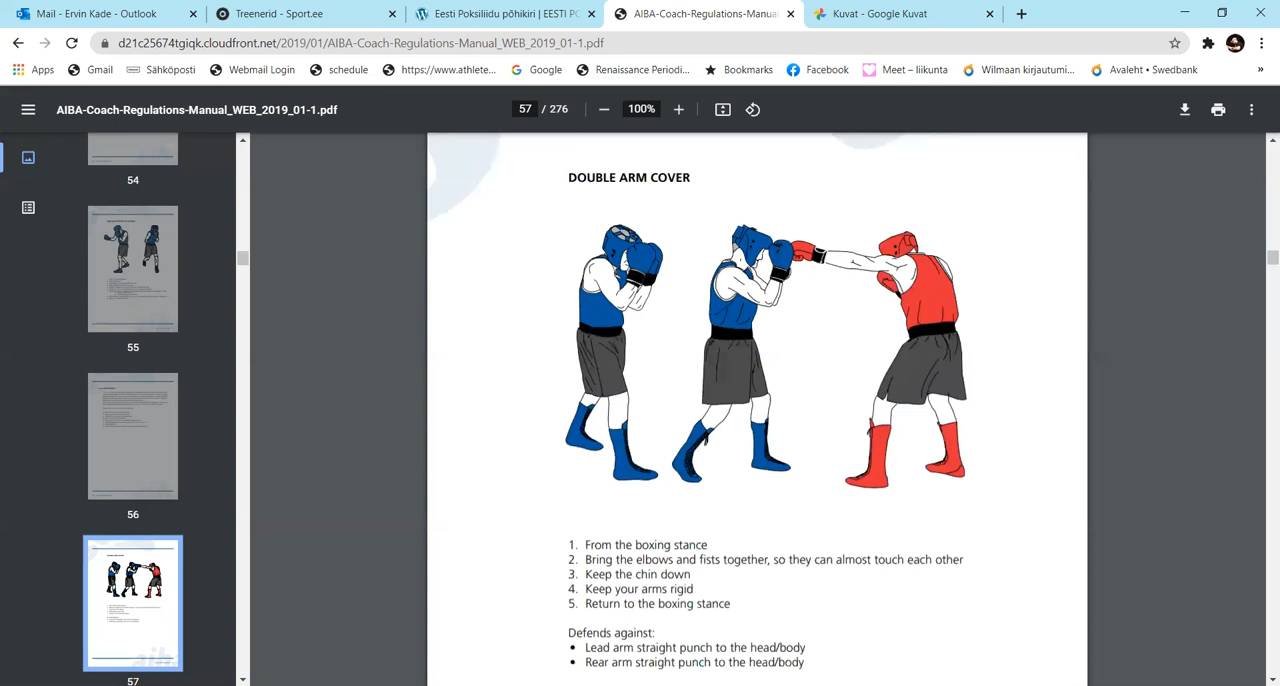 Mail - Ervin Kade - Outlook
Treenerid - Sport.ee
Eesti Poksiliidu põhikiri | EESTI PO
AIBA-Coach-Regulations-Manual
Kuvat - Google Kuvat
d21c25674tgiqk.cloudfront.net/2019/01/AIBA-Coach-Regulations-Manual_WEB_2019_01-1.pdf
Apps
Gmail
Sähköposti
Webmail Login
schedule
https://www.athlete...
Google
Renaissance Periodi...
Bookmarks
Facebook
Meet – liikunta
Wilmaan kirjautumi...
Avaleht • Swedbank
»
AIBA-Coach-Regulations-Manual_WEB_2019_01-1.pdf
57 / 276
100%
54
55
56
57
DOUBLE ARM COVER
1. From the boxing stance
2. Bring the elbows and fists together, so they can almost touch each other
3. Keep the chin down
4. Keep your arms rigid
5. Return to the boxing stance
Defends against:
• Lead arm straight punch to the head/body
• Rear arm straight punch to the head/body